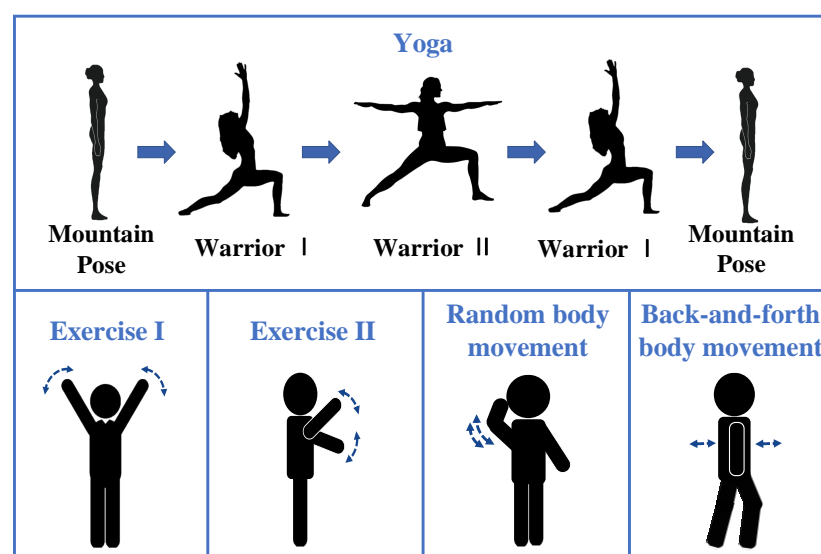 Yoga
Mountain
Pose
Warrior I
Warrior II
Warrior I
Mountain
Pose
Exercise I
Exercise II
Random body
movement
Back-and-forth
body movement